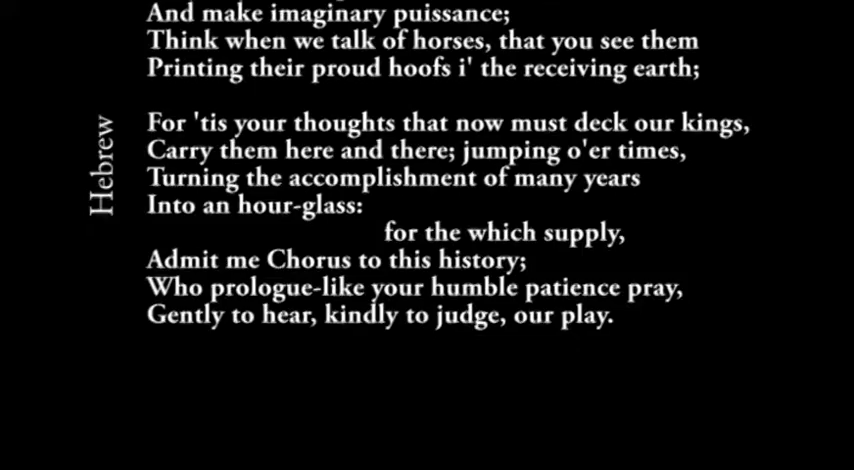 And make imaginary puissance;
Think when we talk of horses, that you see them
Printing their proud hoofs i' the receiving earth;
Hebrew
For 'tis your thoughts that now must deck our kings,
Carry them here and there; jumping o'er times,
Turning the accomplishment of many years
Into an hour-glass:
for the which supply,
Admit me Chorus to this history;
Who prologue-like your humble patience pray,
Gently to hear, kindly to judge, our play.